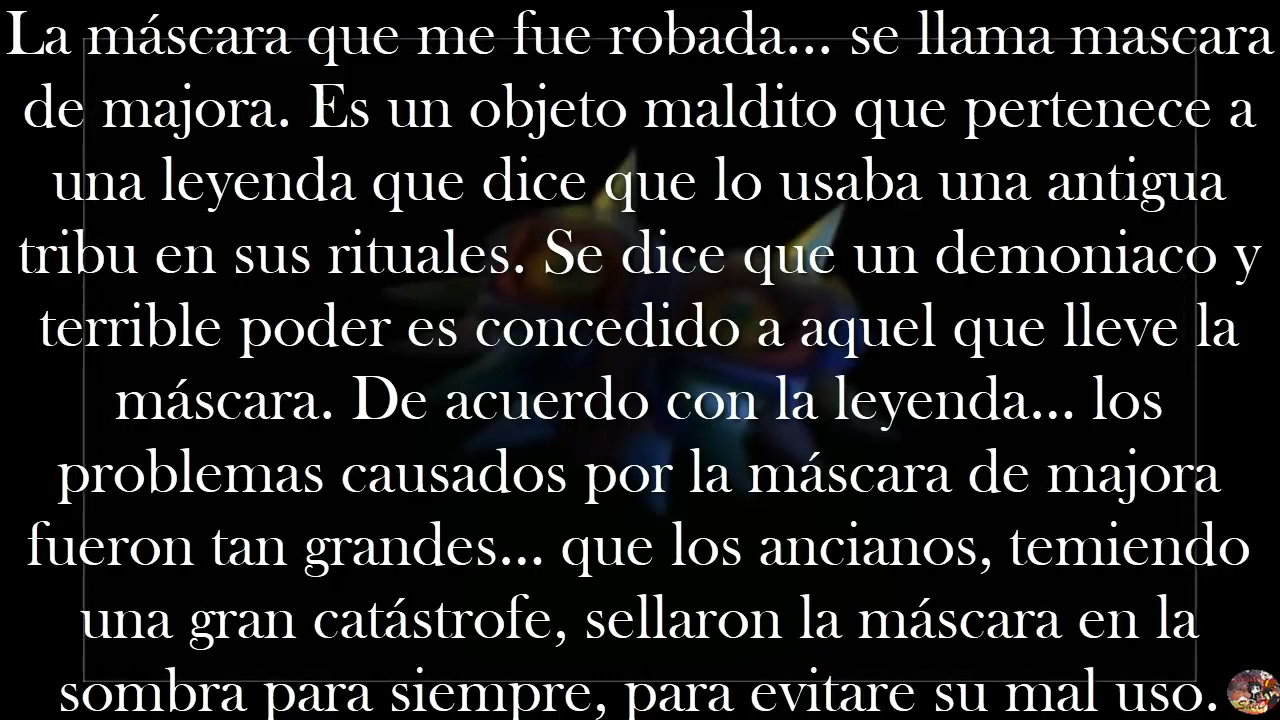 La máscara que me fue robada... se llama mascara
de majora. Es un objeto maldito que pertenece a
una leyenda que dice que lo usaba una antigua
tribu en sus rituales. Se dice que un demoniaco y
terrible poder es concedido a aquel que lleve la
máscara. De acuerdo con la leyenda... los
problemas causados por la máscara de majora
fueron tan grandes... que los ancianos, temiendo
una gran catástrofe, sellaron la máscara en la
sombra para siempre, para evitare su mal uso.